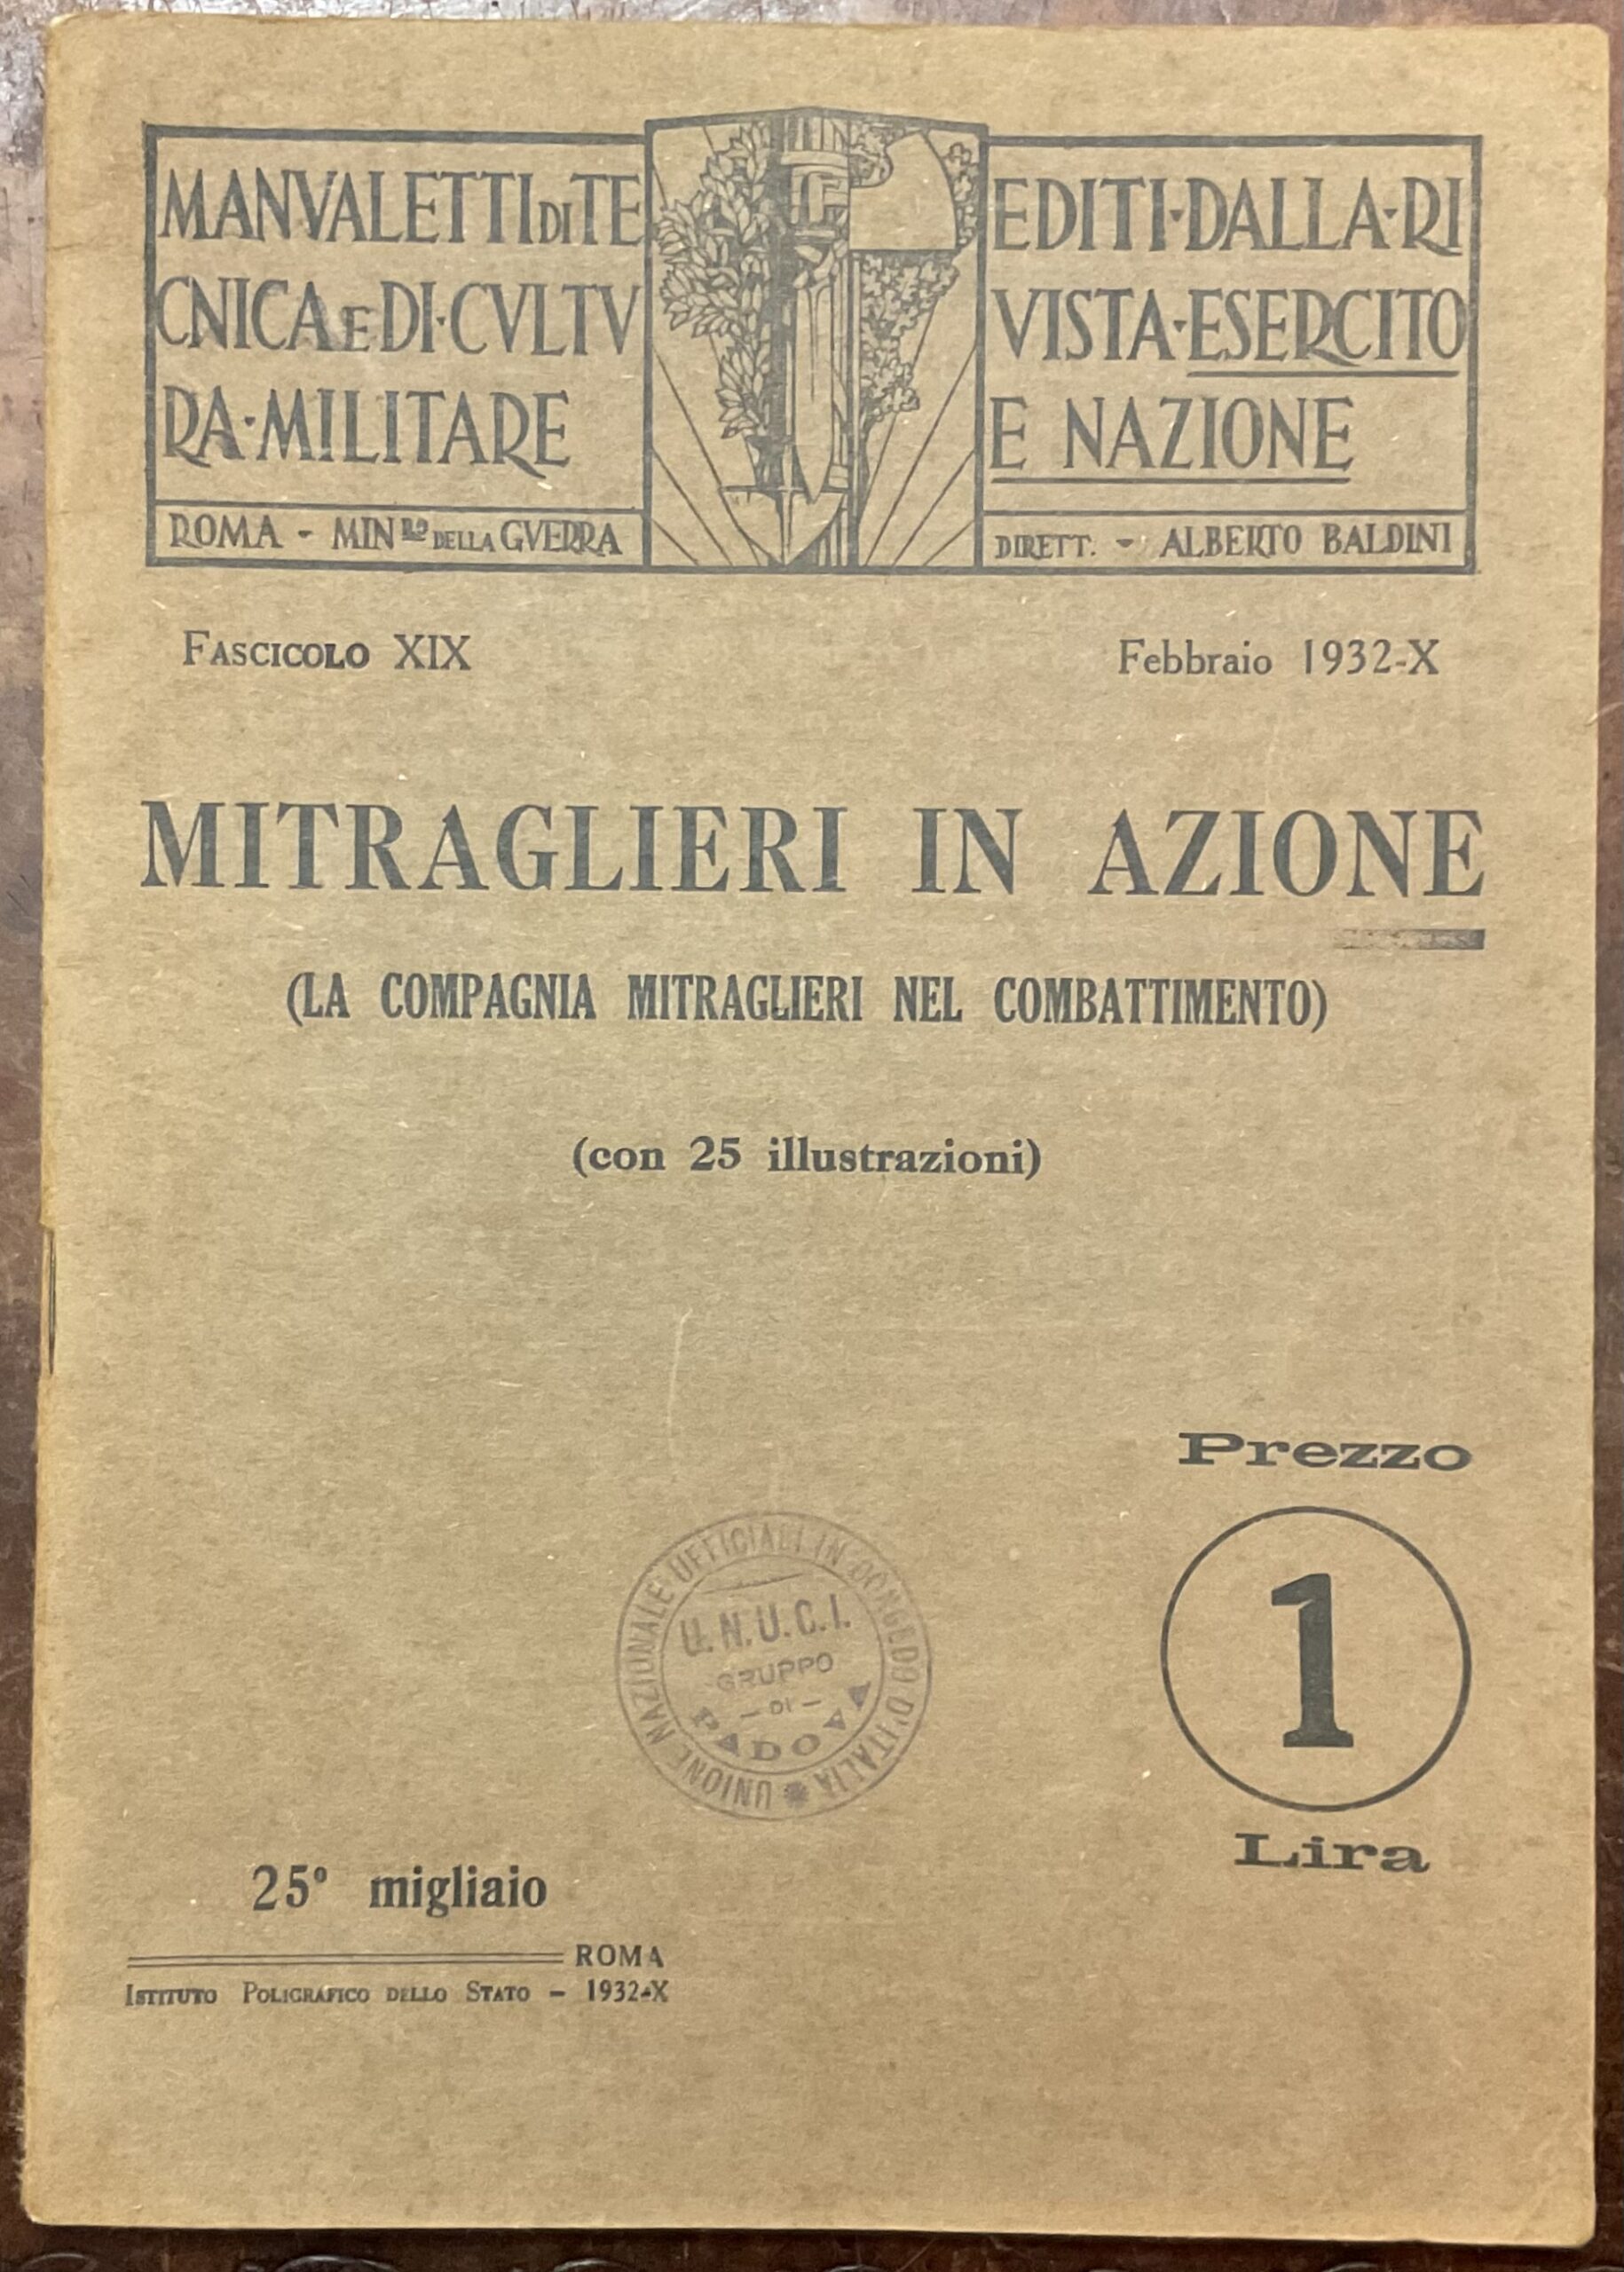 MANVALETTI DI TE
CNICA E DI·CVLTV
RA·MILITARE
ROMA - MINRO DELLA GVERRA
EDITI·DALLA·RI
VISTA·ESERCITO
E NAZIONE
DIRETT. - ALBERTO BALDINI
FASCICOLO XIX
Febbraio 1932-X
MITRAGLIERI IN AZIONE
(LA COMPAGNIA MITRAGLIERI NEL COMBATTIMENTO)
(con 25 illustrazioni)
Prezzo
1
Lira
UNIONE NAZIONALE UFFICIALI IN CONGEDO D'ITALIA
U.N.U.C.I.
GRUPPO
- DI -
PADOVA
25° migliaio
ROMA
ISTITUTO POLIGRAFICO DELLO STATO - 1932-X